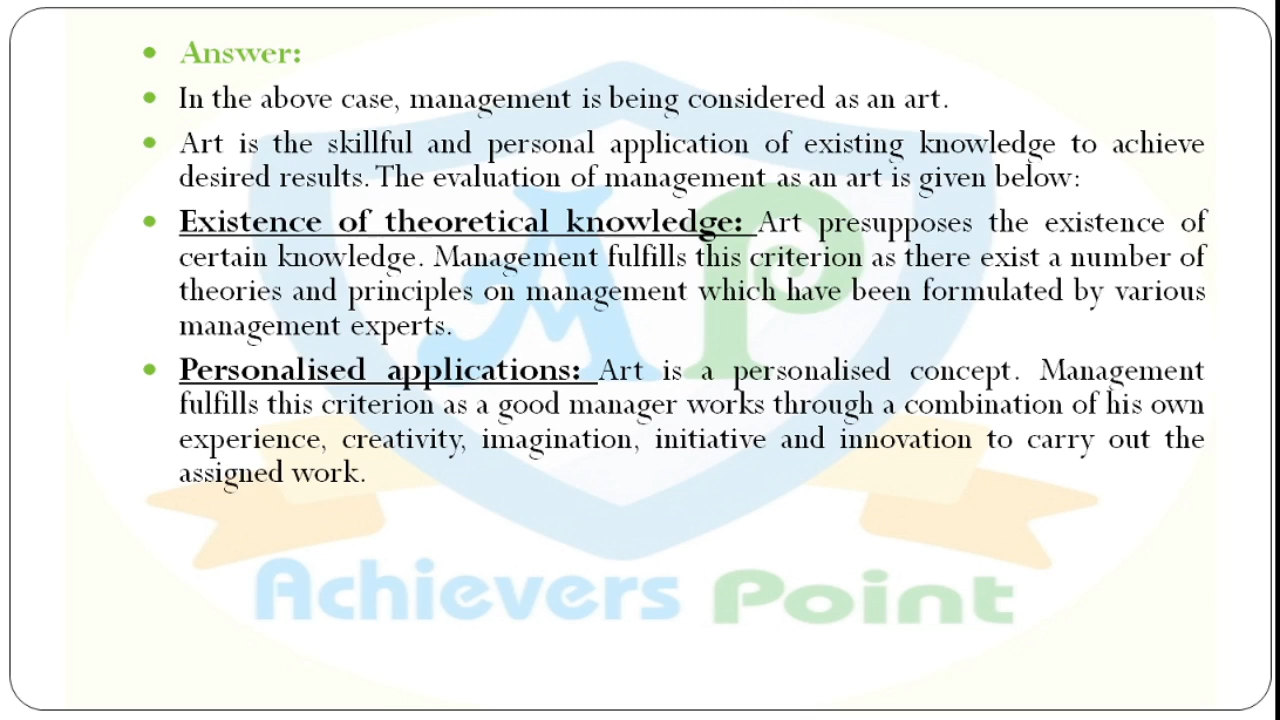 Answer:
In the above case, management is being considered as an art.
Art is the skillful and personal application of existing knowledge to achieve
desired results. The evaluation of management as an art is given below:
Existence of theoretical knowledge: Art presupposes the existence of
certain knowledge. Management fulfills this criterion as there exist a number of
theories and principles on management which have been formulated by various
management experts.
Personalised applications: Art is a personalised concept. Management
fulfills this criterion as a good manager works through a combination of his own
experience, creativity, imagination, initiative and innovation to carry out the
assigned work.
AP
Achievers Point